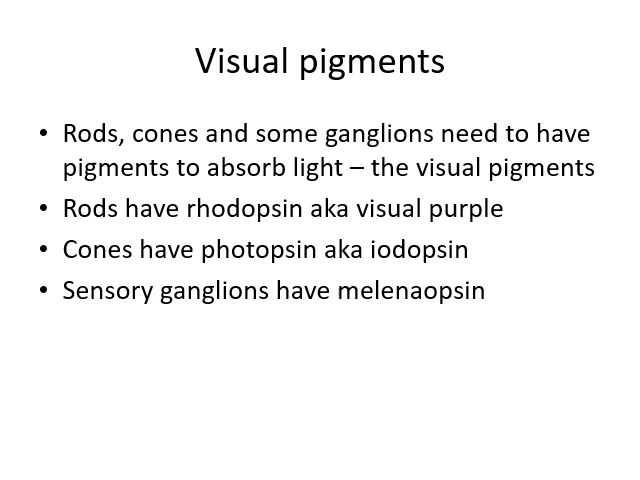 Visual pigments
• Rods, cones and some ganglions need to have
pigments to absorb light – the visual pigments
• Rods have rhodopsin aka visual purple
• Cones have photopsin aka iodopsin
• Sensory ganglions have melenaopsin